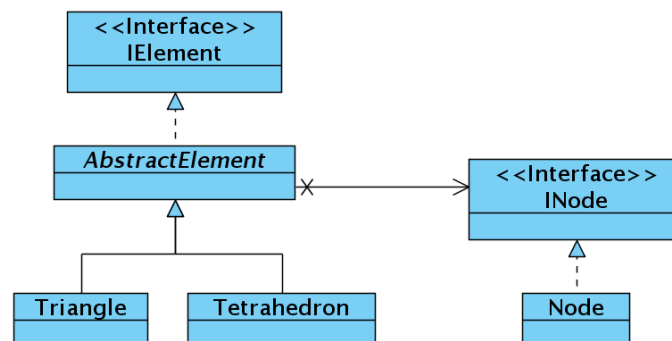 <<Interface>>
IElement
AbstractElement
<<Interface>>
INode
Triangle
Tetrahedron
Node